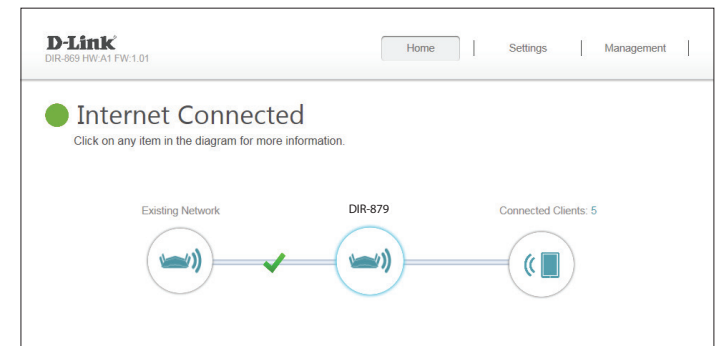 D-Link
DIR-869 HW:A1 FW:1.01
Home Settings Management
Internet Connected
Click on any item in the diagram for more information.
Existing Network DIR-879 Connected Clients: 5